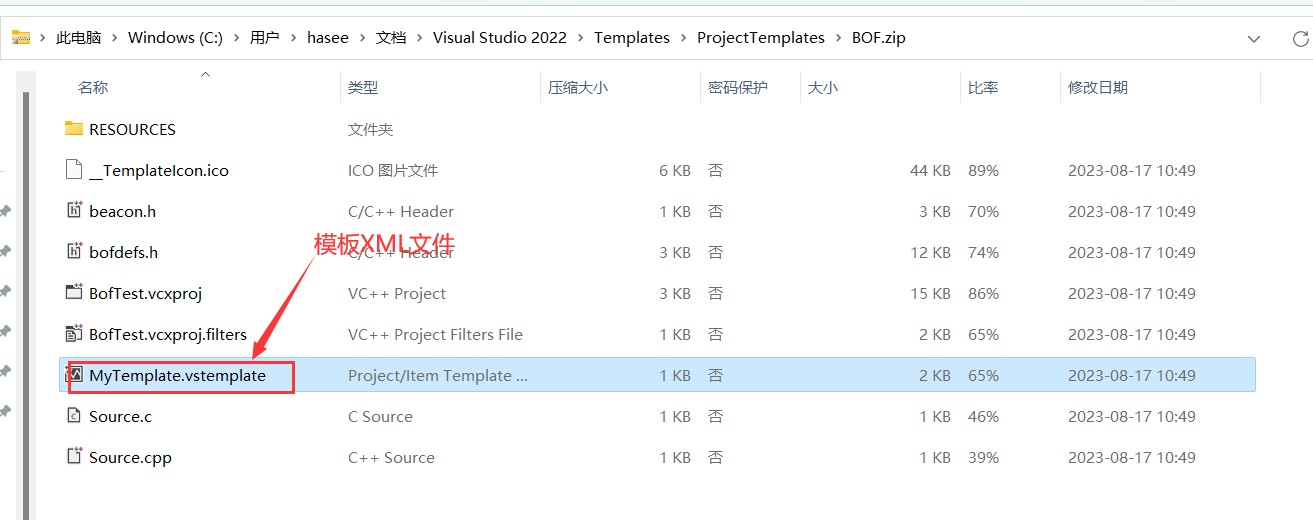 此电脑 > Windows (C:) > 用户 > hasee > 文档 > Visual Studio 2022 > Templates > ProjectTemplates > BOF.zip
名称 类型 压缩大小 密码保护 大小 比率 修改日期
RESOURCES 文件夹
__TemplateIcon.ico ICO 图片文件 6 KB 否 44 KB 89% 2023-08-17 10:49
beacon.h C/C++ Header 1 KB 否 3 KB 70% 2023-08-17 10:49
模板XML文件
bofdefs.h C/C++ Header 3 KB 否 12 KB 74% 2023-08-17 10:49
BofTest.vcxproj VC++ Project 3 KB 否 15 KB 86% 2023-08-17 10:49
BofTest.vcxproj.filters VC++ Project Filters File 1 KB 否 2 KB 65% 2023-08-17 10:49
MyTemplate.vstemplate Project/Item Template ... 1 KB 否 2 KB 65% 2023-08-17 10:49
Source.c C Source 1 KB 否 1 KB 46% 2023-08-17 10:49
Source.cpp C++ Source 1 KB 否 1 KB 39% 2023-08-17 10:49